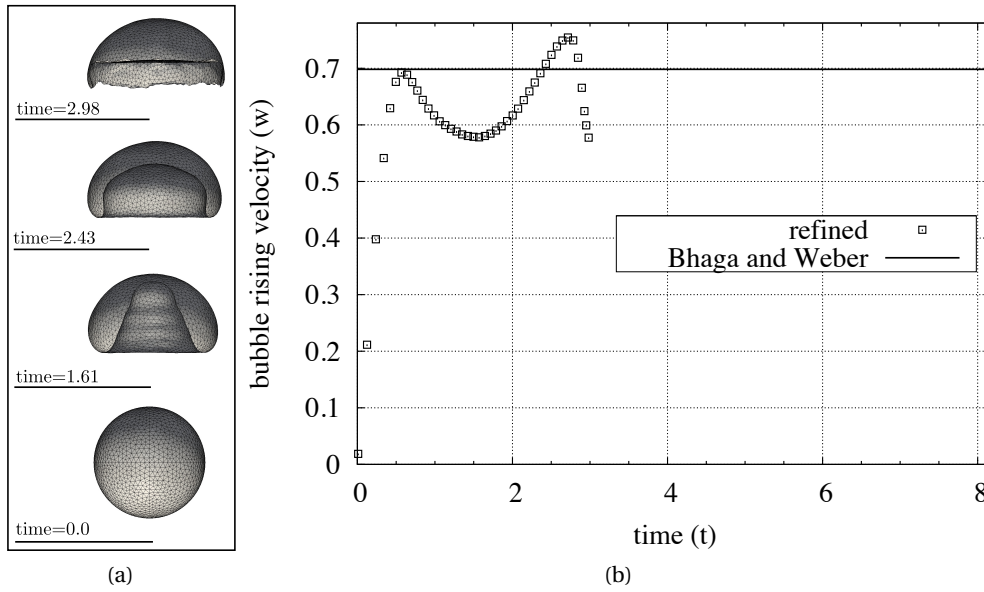 time=2.98
time=2.43
time=1.61
time=0.0
(a)
bubble rising velocity (w)
0.7
0.6
0.5
0.4
0.3
0.2
0.1
0
0 2 4 6 8
time (t)
refined
Bhaga and Weber
(b)